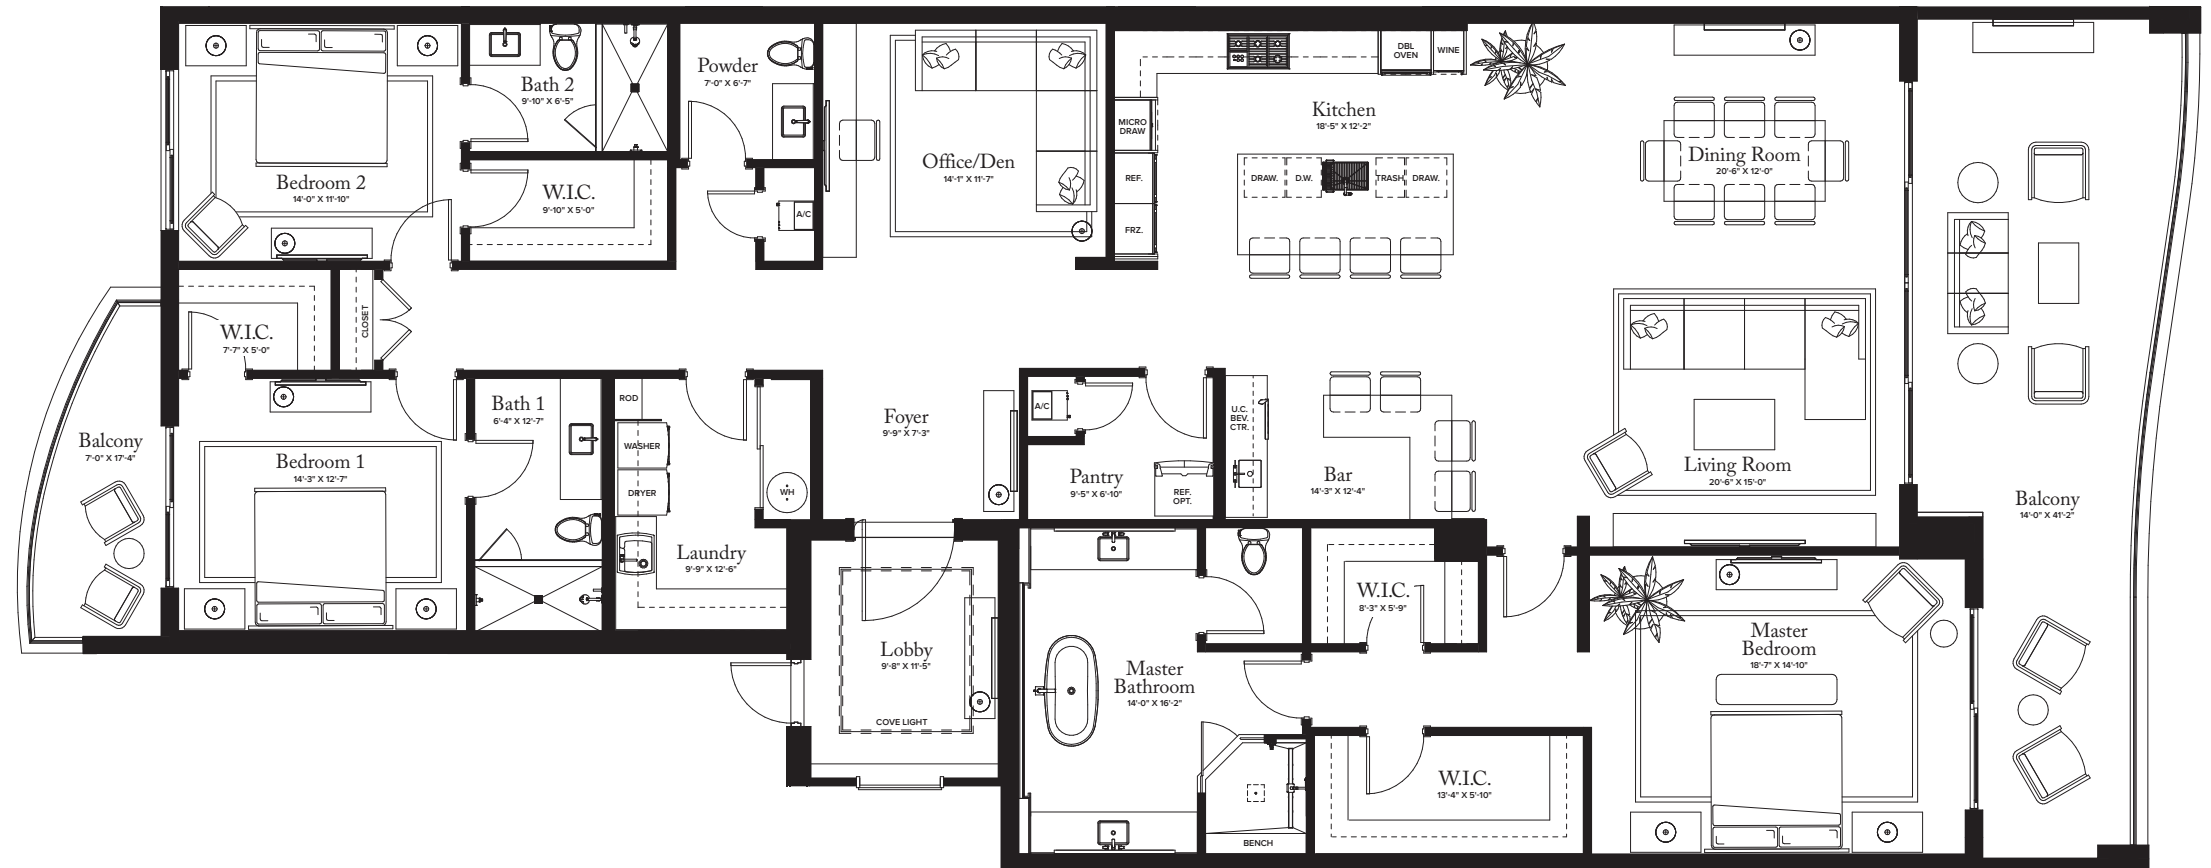 Bedroom 2
14'-0" X 11'-10"
Bath 2
9'-10" X 6'-5"
W.I.C.
9'-10" X 5'-0"
Powder
7'-0" X 6'-7"
A/C
Office/Den
14'-1" X 11'-7"
Kitchen
18'-5" X 12'-2"
DBL
OVEN
WINE
MICRO
DRAW
REF.
FRZ.
DRAW.
D.W.
TRASH
DRAW.
Dining Room
20'-6" X 12'-0"
W.I.C.
7'-7" X 5'-0"
CLOSET
Balcony
7'-0" X 17'-4"
Bedroom 1
14'-3" X 12'-7"
Bath 1
6'-4" X 12'-7"
ROD
WASHER
DRYER
WH
Laundry
9'-9" X 12'-6"
Foyer
9'-9" X 7'-3"
A/C
Pantry
9'-5" X 6'-10"
REF.
OPT.
U.C.
BEV.
CTR.
Bar
14'-3" X 12'-4"
Living Room
20'-6" X 15'-0"
Balcony
14'-0" X 41'-2"
Lobby
9'-8" X 11'-5"
COVE LIGHT
Master
Bathroom
14'-0" X 16'-2"
BENCH
W.I.C.
8'-3" X 5'-9"
W.I.C.
13'-4" X 5'-10"
Master
Bedroom
18'-7" X 14'-10"